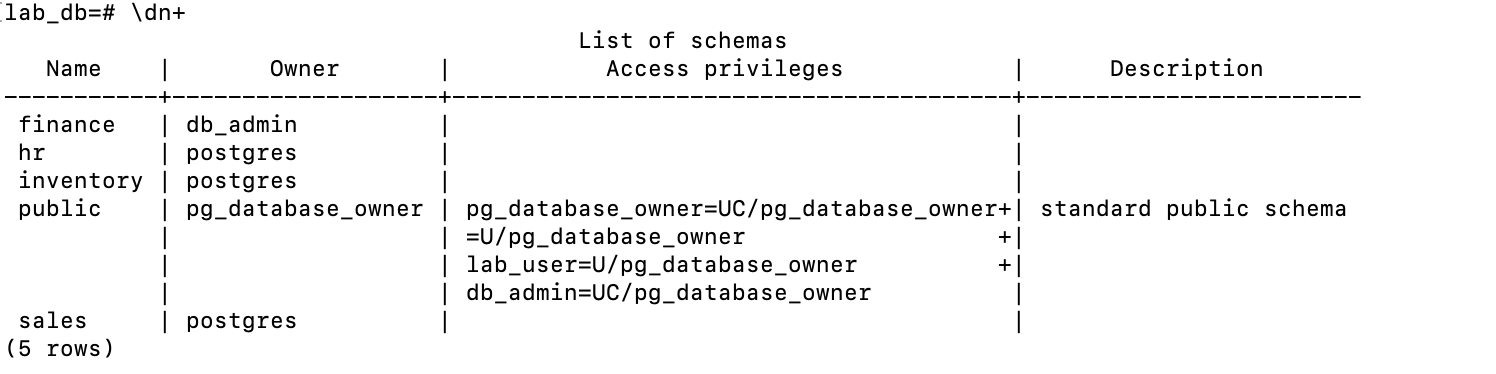 lab_db=# \dn+
                                         List of schemas
   Name    |       Owner       |           Access privileges            |      Description
-----------+-------------------+----------------------------------------+------------------------
 finance   | db_admin          |                                        |
 hr        | postgres          |                                        |
 inventory | postgres          |                                        |
 public    | pg_database_owner | pg_database_owner=UC/pg_database_owner+| standard public schema
           |                   | =U/pg_database_owner                  +|
           |                   | lab_user=U/pg_database_owner          +|
           |                   | db_admin=UC/pg_database_owner          |
 sales     | postgres          |                                        |
(5 rows)